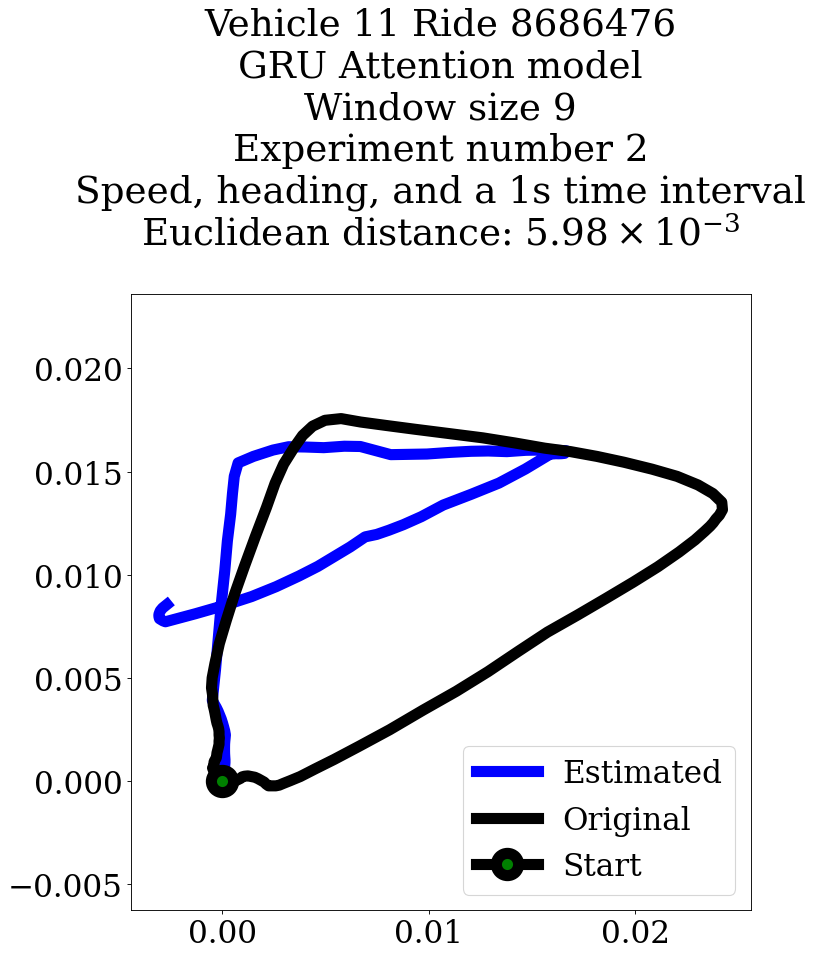 Vehicle 11 Ride 8686476
GRU Attention model
Window size 9
Experiment number 2
Speed, heading, and a 1s time interval
Euclidean distance: 5.98 × 10⁻³
0.020
0.015
0.010
0.005
0.000
−0.005
Estimated
Original
Start
0.00 0.01 0.02